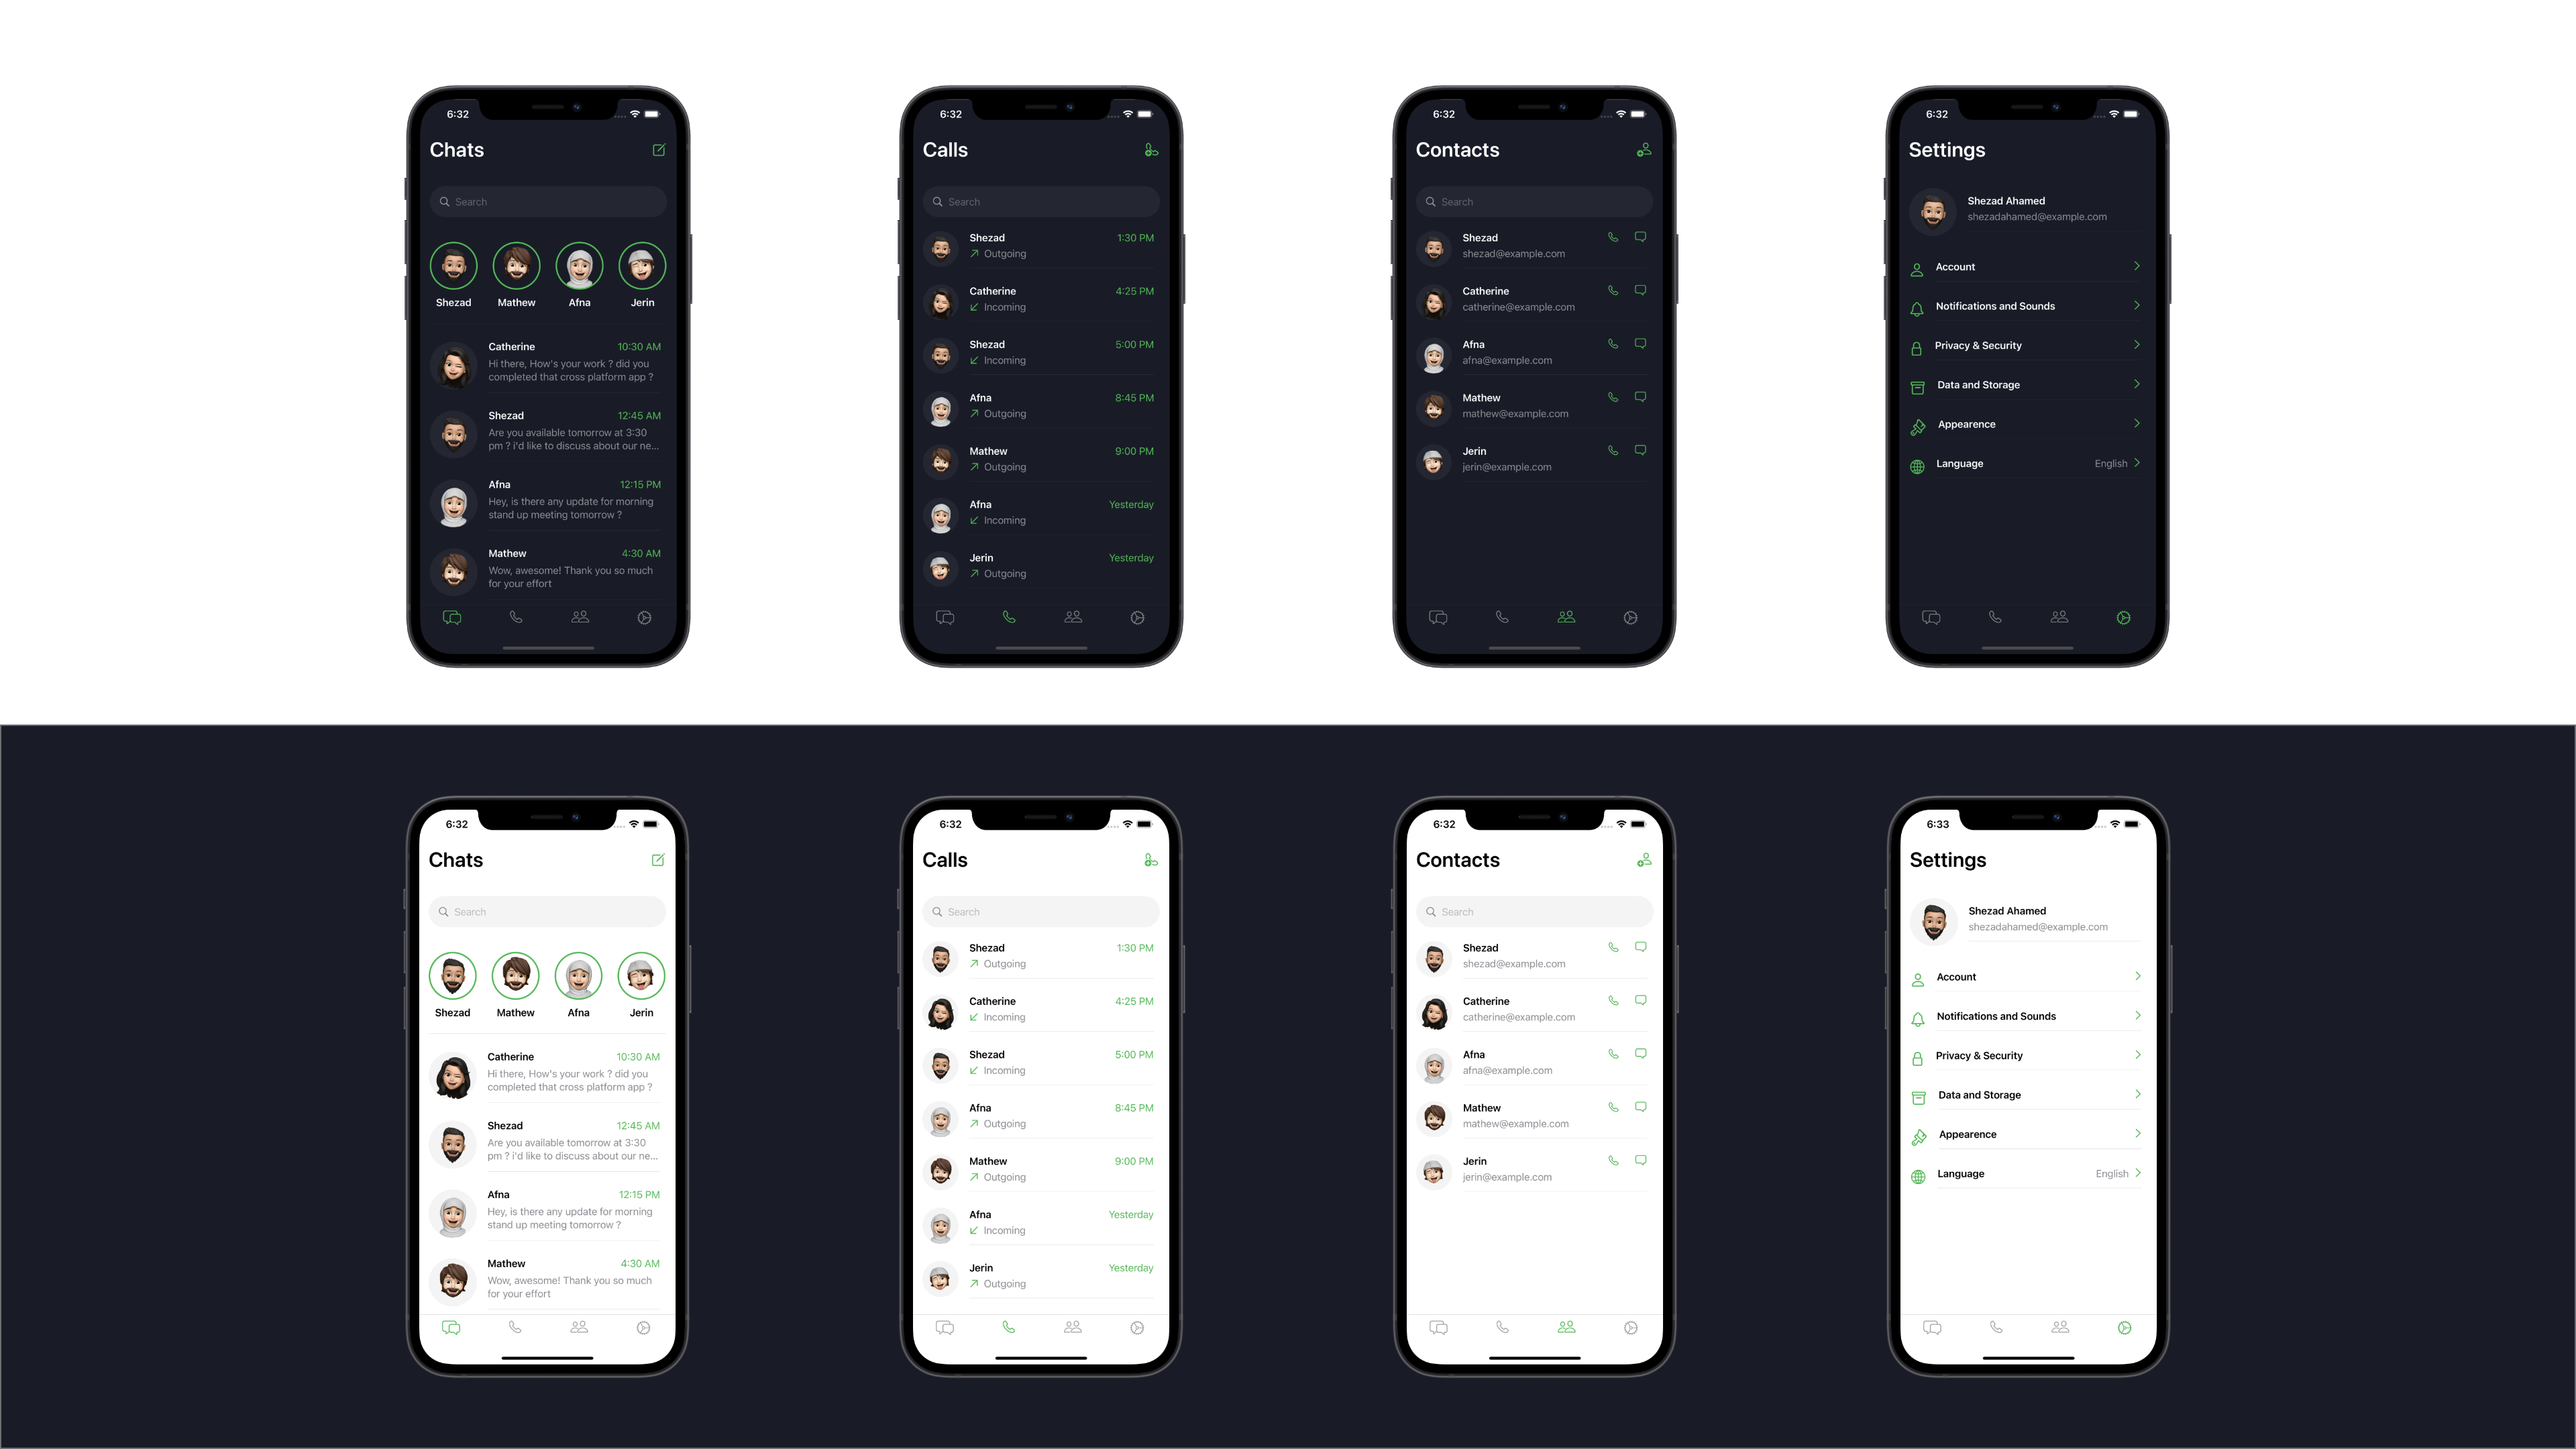 6:32
Chats
Search
Shezad Mathew Afna Jerin
Catherine 10:30 AM
Hi there, How's your work ? did you
completed that cross platform app ?
Shezad 12:45 AM
Are you available tomorrow at 3:30
pm ? i'd like to discuss about our ne...
Afna 12:15 PM
Hey, is there any update for morning
stand up meeting tomorrow ?
Mathew 4:30 AM
Wow, awesome! Thank you so much
for your effort
6:32
Calls
Search
Shezad 1:30 PM
Outgoing
Catherine 4:25 PM
Incoming
Shezad 5:00 PM
Incoming
Afna 8:45 PM
Outgoing
Mathew 9:00 PM
Outgoing
Afna Yesterday
Incoming
Jerin Yesterday
Outgoing
6:32
Contacts
Search
Shezad
shezad@example.com
Catherine
catherine@example.com
Afna
afna@example.com
Mathew
mathew@example.com
Jerin
jerin@example.com
6:32
Settings
Shezad Ahamed
shezadahamed@example.com
Account
Notifications and Sounds
Privacy & Security
Data and Storage
Appearence
Language English
6:32
Chats
Search
Shezad Mathew Afna Jerin
Catherine 10:30 AM
Hi there, How's your work ? did you
completed that cross platform app ?
Shezad 12:45 AM
Are you available tomorrow at 3:30
pm ? i'd like to discuss about our ne...
Afna 12:15 PM
Hey, is there any update for morning
stand up meeting tomorrow ?
Mathew 4:30 AM
Wow, awesome! Thank you so much
for your effort
6:32
Calls
Search
Shezad 1:30 PM
Outgoing
Catherine 4:25 PM
Incoming
Shezad 5:00 PM
Incoming
Afna 8:45 PM
Outgoing
Mathew 9:00 PM
Outgoing
Afna Yesterday
Incoming
Jerin Yesterday
Outgoing
6:32
Contacts
Search
Shezad
shezad@example.com
Catherine
catherine@example.com
Afna
afna@example.com
Mathew
mathew@example.com
Jerin
jerin@example.com
6:33
Settings
Shezad Ahamed
shezadahamed@example.com
Account
Notifications and Sounds
Privacy & Security
Data and Storage
Appearence
Language English